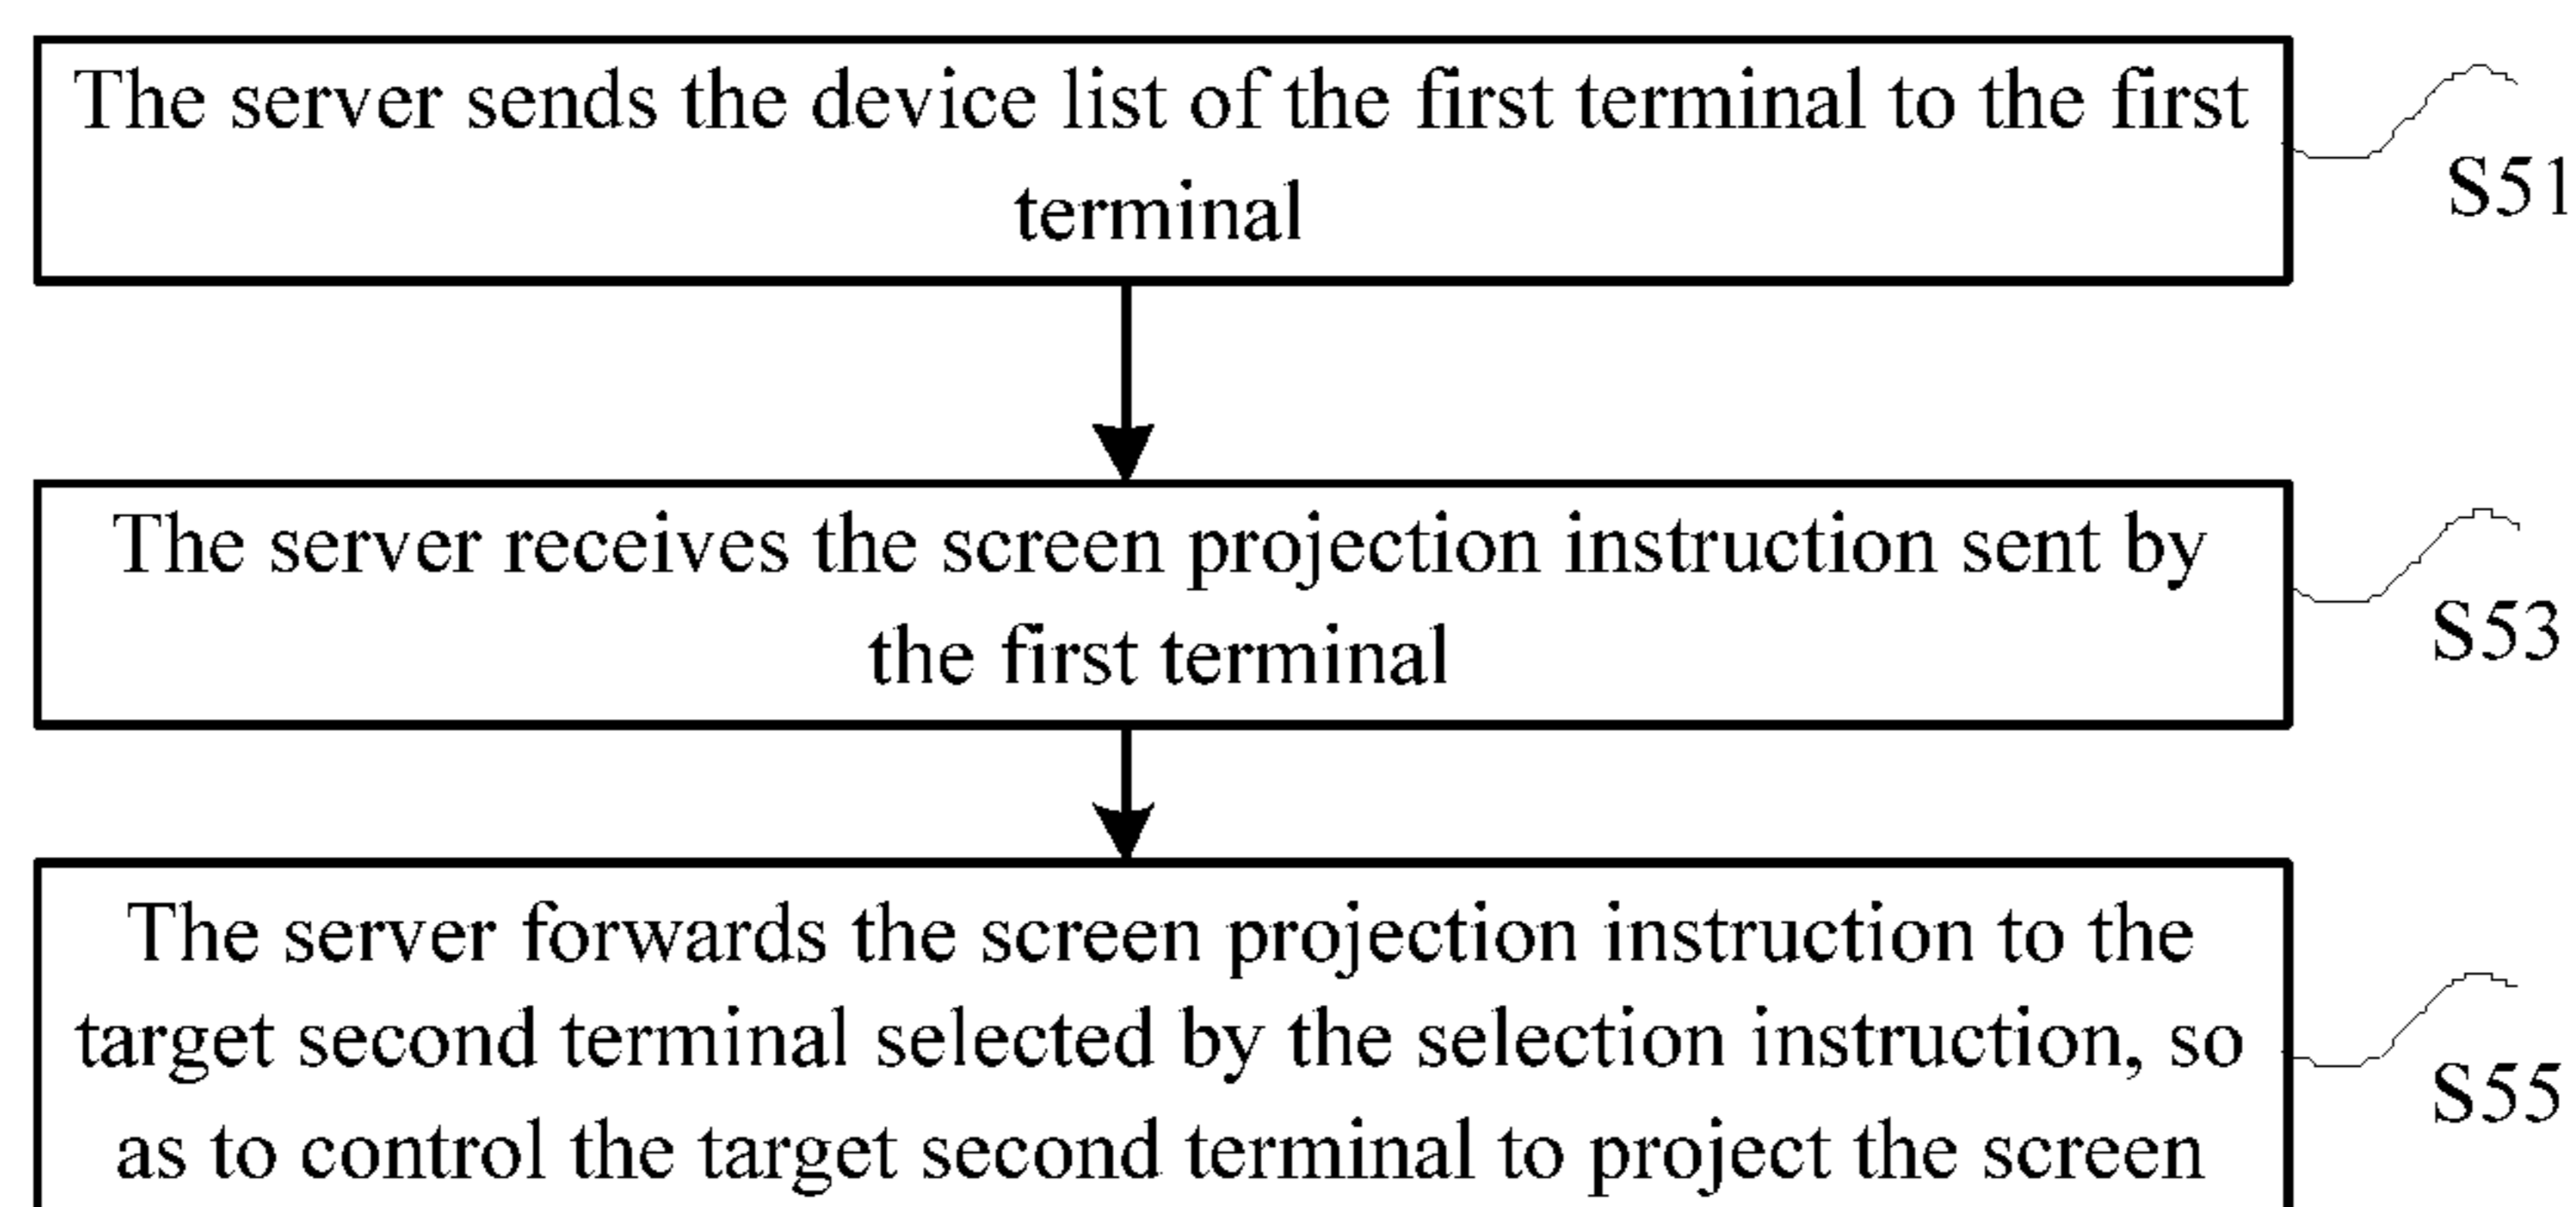 The server sends the device list of the first terminal to the first
terminal
S51
The server receives the screen projection instruction sent by
the first terminal
S53
The server forwards the screen projection instruction to the
target second terminal selected by the selection instruction, so
as to control the target second terminal to project the screen
S55